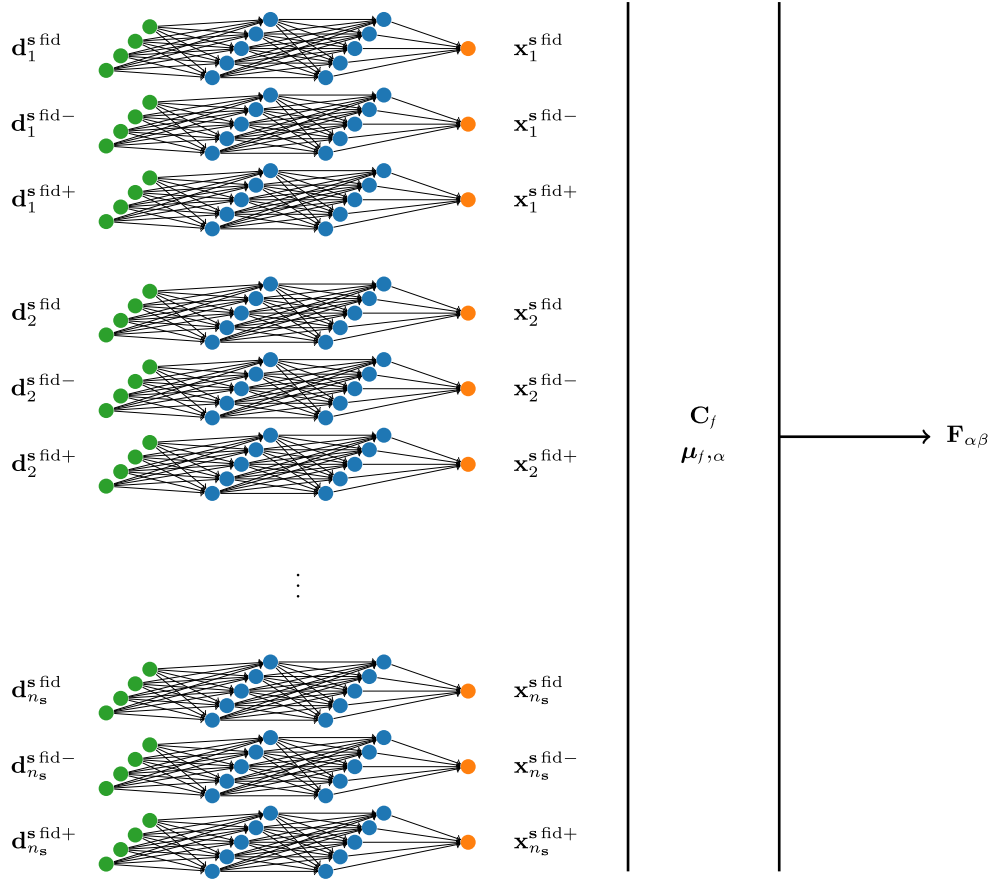 d₁^{s fid} x₁^{s fid}
d₁^{s fid−} x₁^{s fid−}
d₁^{s fid+} x₁^{s fid+}
d₂^{s fid} x₂^{s fid}
d₂^{s fid−} x₂^{s fid−}
C_f
F_{αβ}
μ_{f},_{α}
d₂^{s fid+} x₂^{s fid+}
⋮
d_{n_s}^{s fid} x_{n_s}^{s fid}
d_{n_s}^{s fid−} x_{n_s}^{s fid−}
d_{n_s}^{s fid+} x_{n_s}^{s fid+}